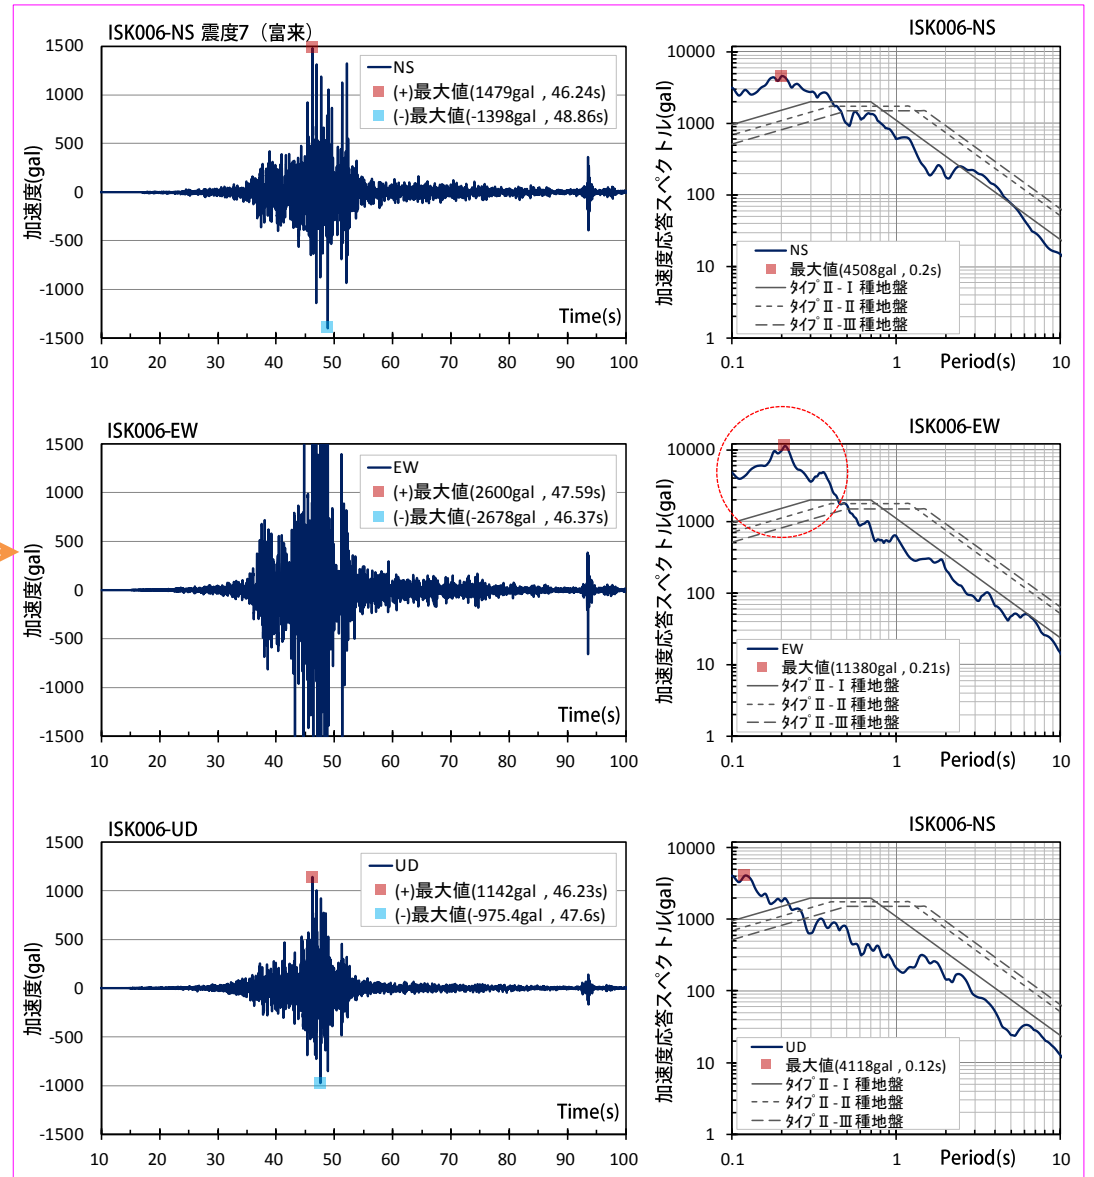 ISK006-NS 震度7（富来）
1500
1000
500
0
-500
-1000
-1500
加速度(gal)
NS
(+)最大値(1479gal , 46.24s)
(-)最大値(-1398gal , 48.86s)
Time(s)
10 20 30 40 50 60 70 80 90 100
ISK006-NS
10000
1000
100
10
1
加速度応答スペクトル(gal)
NS
最大値(4508gal , 0.2s)
ﾀｲﾌﾟⅡ-Ⅰ種地盤
ﾀｲﾌﾟⅡ-Ⅱ種地盤
ﾀｲﾌﾟⅡ-Ⅲ種地盤
0.1 1 Period(s) 10
ISK006-EW
1500
1000
500
0
-500
-1000
-1500
加速度(gal)
EW
(+)最大値(2600gal , 47.59s)
(-)最大値(-2678gal , 46.37s)
Time(s)
10 20 30 40 50 60 70 80 90 100
ISK006-EW
10000
1000
100
10
1
加速度応答スペクトル(gal)
EW
最大値(11380gal , 0.21s)
ﾀｲﾌﾟⅡ-Ⅰ種地盤
ﾀｲﾌﾟⅡ-Ⅱ種地盤
ﾀｲﾌﾟⅡ-Ⅲ種地盤
0.1 1 Period(s) 10
ISK006-UD
1500
1000
500
0
-500
-1000
-1500
加速度(gal)
UD
(+)最大値(1142gal , 46.23s)
(-)最大値(-975.4gal , 47.6s)
Time(s)
10 20 30 40 50 60 70 80 90 100
ISK006-NS
10000
1000
100
10
1
加速度応答スペクトル(gal)
UD
最大値(4118gal , 0.12s)
ﾀｲﾌﾟⅡ-Ⅰ種地盤
ﾀｲﾌﾟⅡ-Ⅱ種地盤
ﾀｲﾌﾟⅡ-Ⅲ種地盤
0.1 1 Period(s) 10